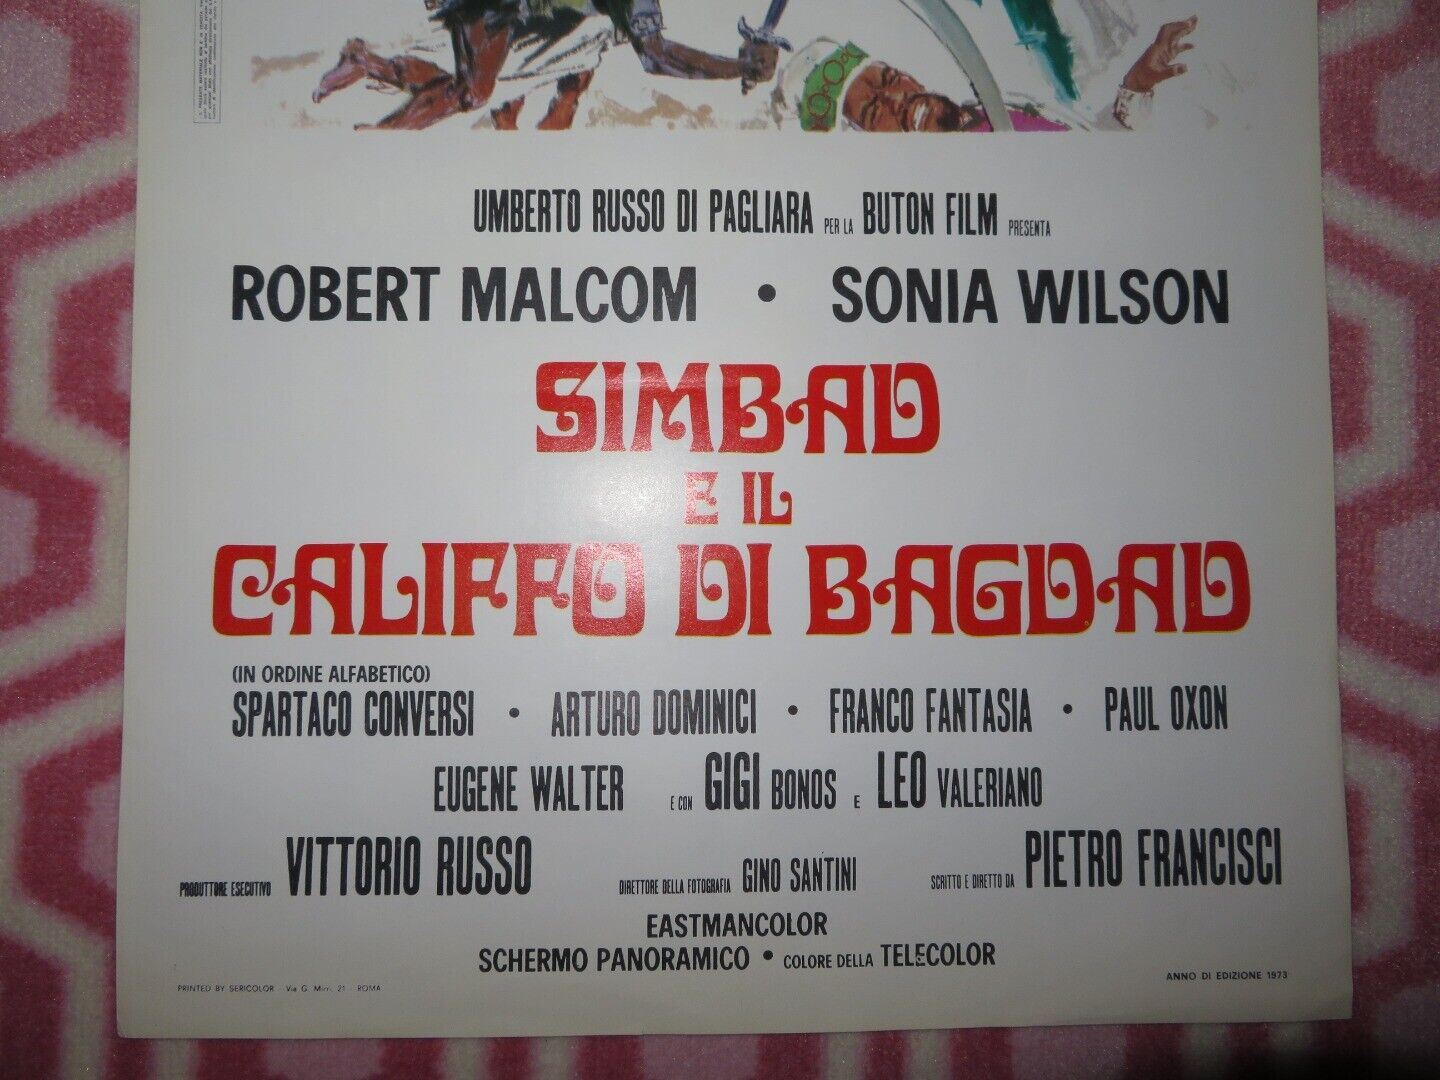 UMBERTO RUSSO DI PAGLIARA PER LA BUTON FILM PRESENTA
ROBERT MALCOM • SONIA WILSON
SIMBAD
E IL
CALIFFO DI BAGDAD
(IN ORDINE ALFABETICO)
SPARTACO CONVERSI • ARTURO DOMINICI • FRANCO FANTASIA • PAUL OXON
EUGENE WALTER E CON GIGI BONOS E LEO VALERIANO
PRODUTTORE ESECUTIVO VITTORIO RUSSO DIRETTORE DELLA FOTOGRAFIA GINO SANTINI SCRITTO E DIRETTO DA PIETRO FRANCISCI
EASTMANCOLOR
SCHERMO PANORAMICO • COLORE DELLA TELECOLOR
ANNO DI EDIZIONE 1973
PRINTED BY SERICOLOR - Via G. 21 - ROMA